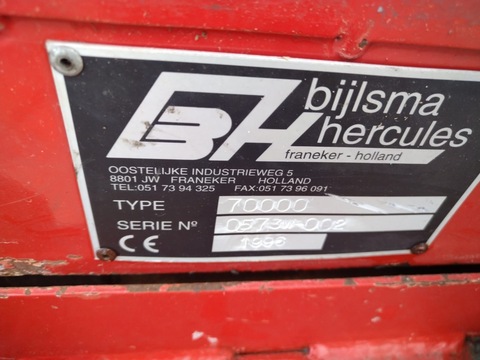 BH
bijlsma
hercules
franeker - holland
OOSTELIJKE INDUSTRIEWEG 5
8801 JW FRANEKER HOLLAND
TEL:051 73 94 325 FAX:051 73 96 091
TYPE 70000
SERIE Nº
CE 1996